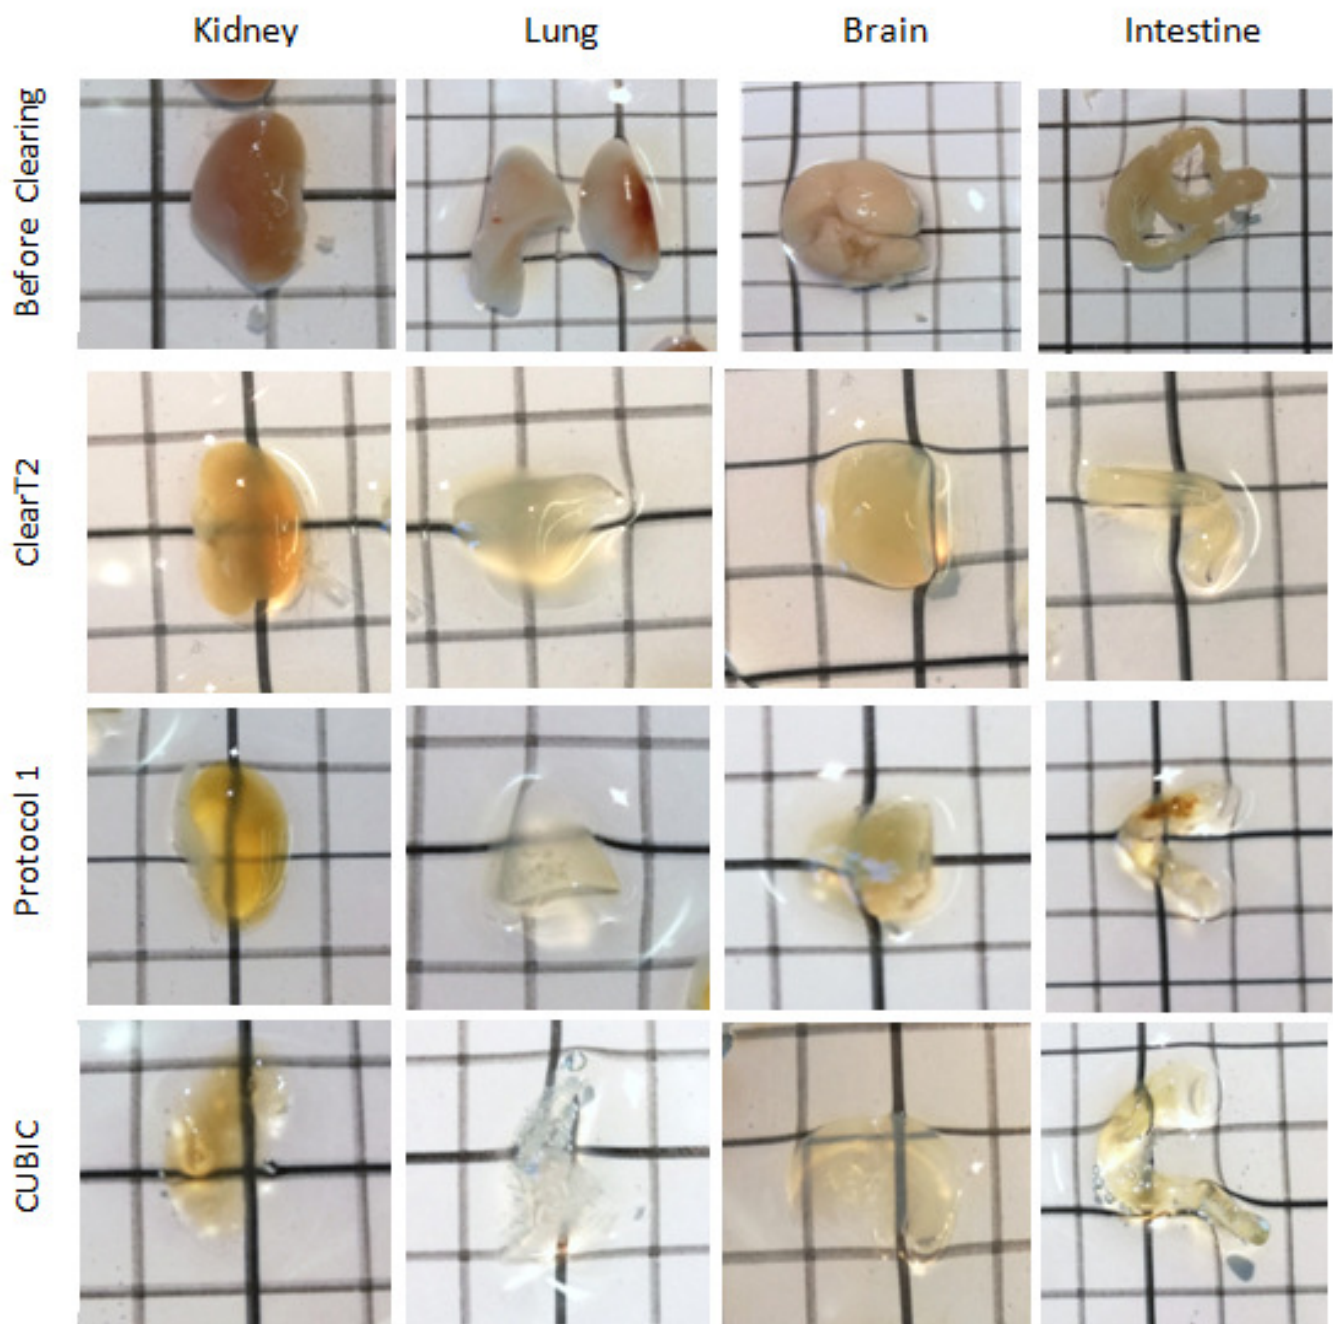 Kidney Lung Brain Intestine
Before Clearing
ClearT2
Protocol 1
CUBIC